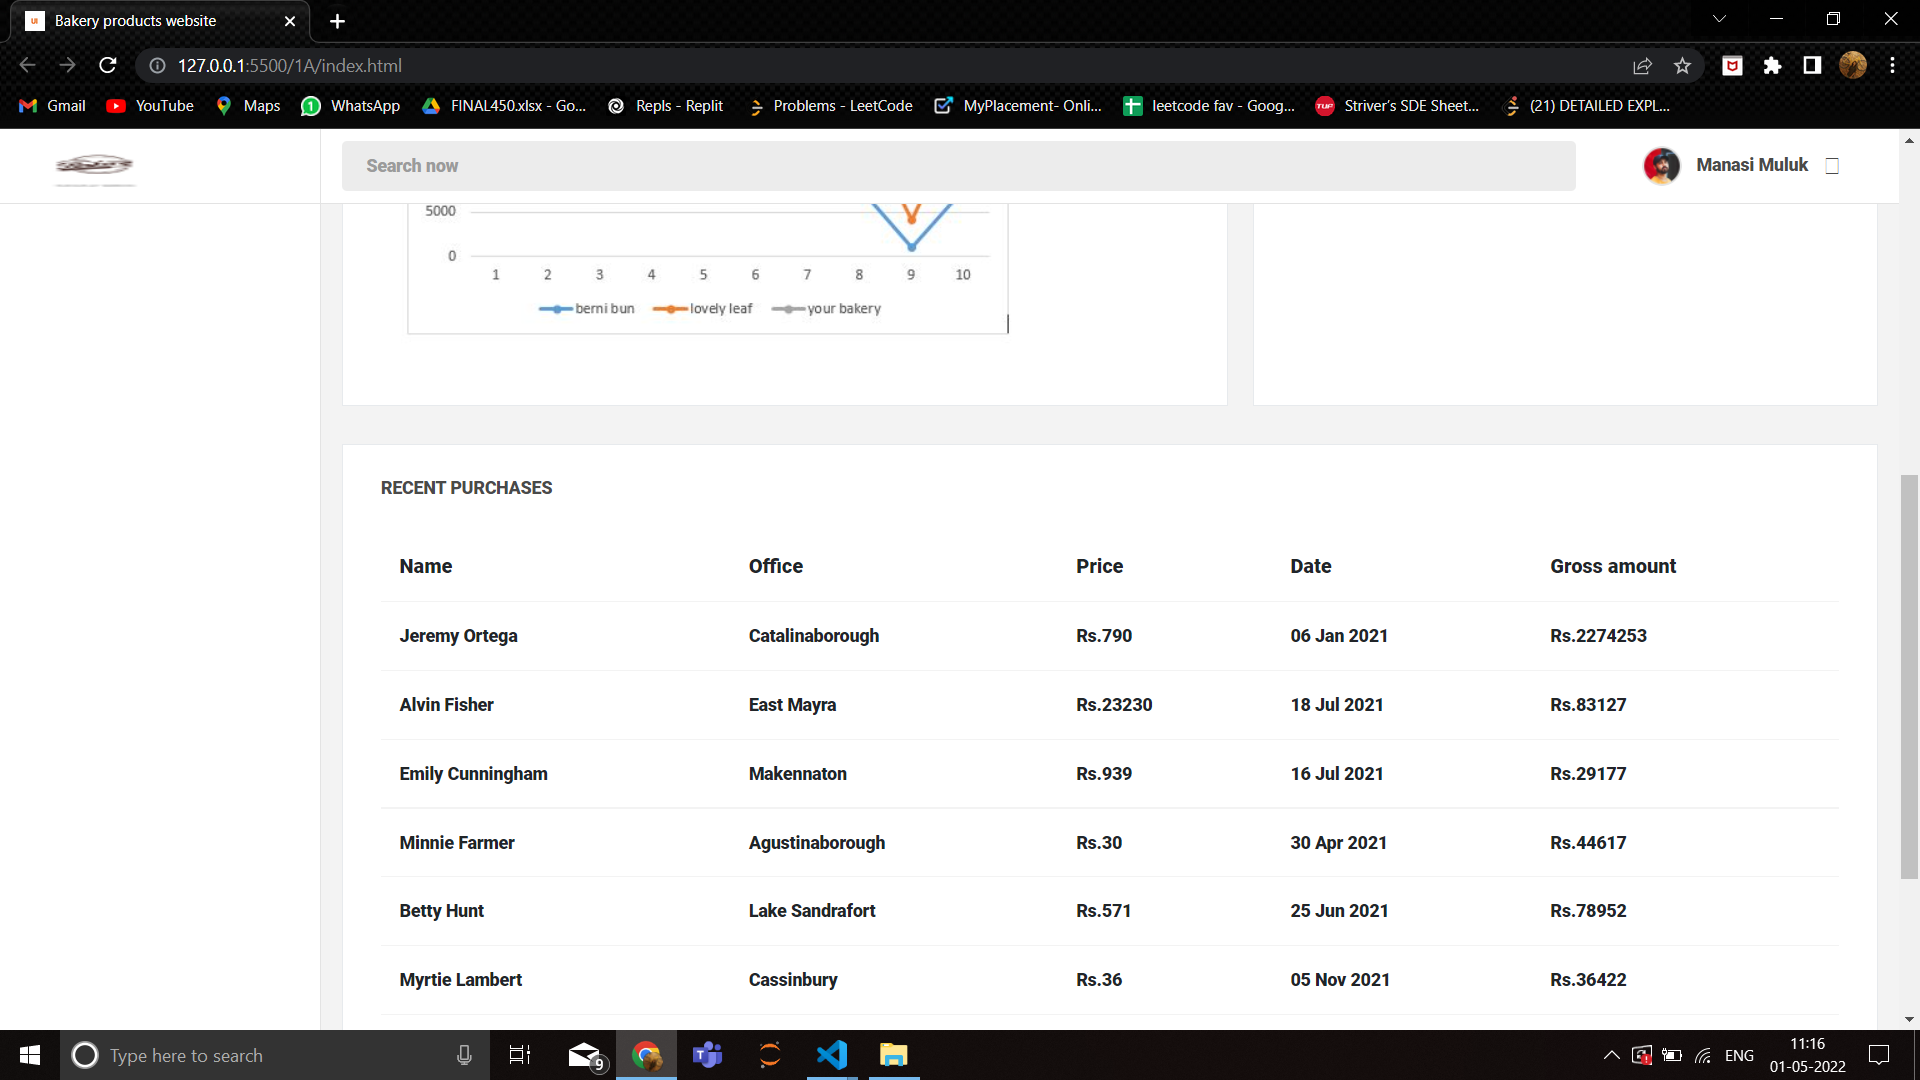 Bakery products website
127.0.0.1:5500/1A/index.html
Gmail YouTube Maps WhatsApp FINAL450.xlsx - Go... Repls - Replit Problems - LeetCode MyPlacement- Onli... leetcode fav - Goog... Striver's SDE Sheet... (21) DETAILED EXPL...
Search now
Manasi Muluk
5000
0
1 2 3 4 5 6 7 8 9 10
berni bun lovely leaf your bakery
RECENT PURCHASES
Name Office Price Date Gross amount
Jeremy Ortega Catalinaborough Rs.790 06 Jan 2021 Rs.2274253
Alvin Fisher East Mayra Rs.23230 18 Jul 2021 Rs.83127
Emily Cunningham Makennaton Rs.939 16 Jul 2021 Rs.29177
Minnie Farmer Agustinaborough Rs.30 30 Apr 2021 Rs.44617
Betty Hunt Lake Sandrafort Rs.571 25 Jun 2021 Rs.78952
Myrtie Lambert Cassinbury Rs.36 05 Nov 2021 Rs.36422
Type here to search
9
ENG
11:16
01-05-2022